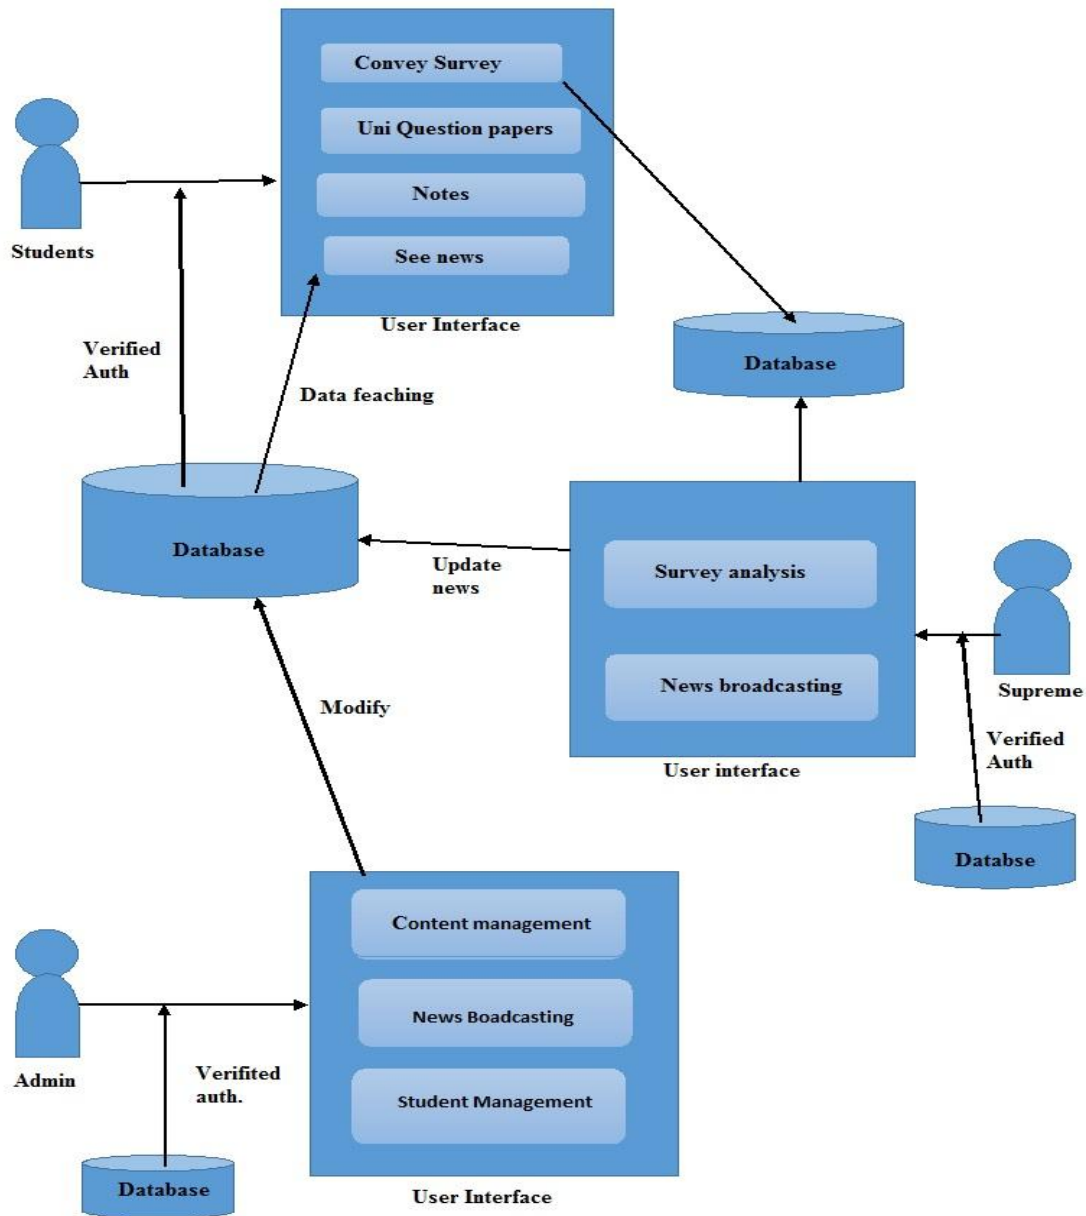 Convey Survey
Uni Question papers
Notes
See news
User Interface
Students
Verified
Auth
Data feaching
Database
Database
Update
news
Survey analysis
News broadcasting
User interface
Supreme
Verified
Auth
Databse
Modify
Content management
News Boadcasting
Student Management
User Interface
Admin
Verifited
auth.
Database